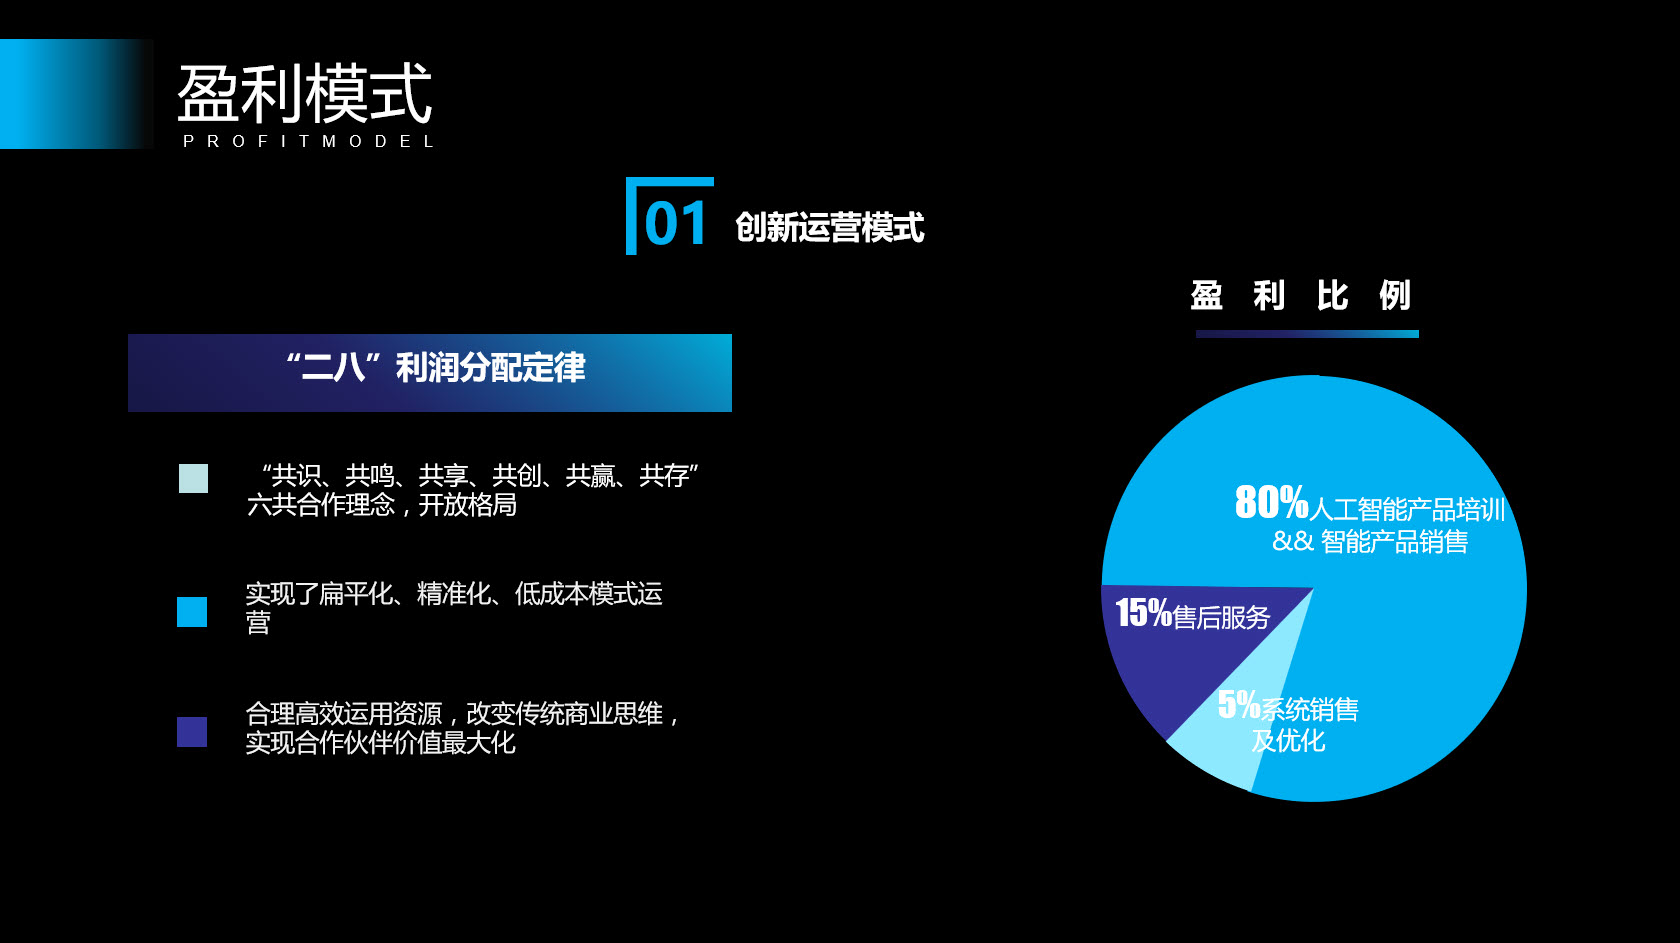 盈利模式
PROFITMODEL
01 创新运营模式
盈利比例
“二八”利润分配定律
“共识、共鸣、共享、共创、共赢、共存”
六共合作理念，开放格局
实现了扁平化、精准化、低成本模式运
营
合理高效运用资源，改变传统商业思维，
实现合作伙伴价值最大化
80%人工智能产品培训
&& 智能产品销售
15%售后服务
5%系统销售
及优化